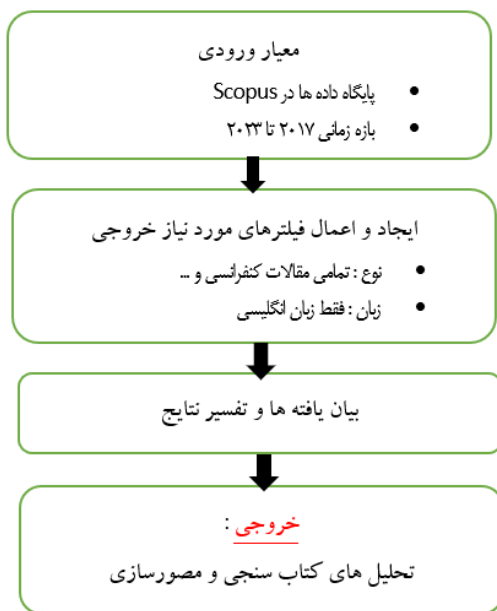 معیار ورودی
• پایگاه داده ها در Scopus
• بازه زمانی ۲۰۱۷ تا ۲۰۲۳
ایجاد و اعمال فیلترهای مورد نیاز خروجی
• نوع : تمامی مقالات کنفرانسی و ...
• زبان : فقط زبان انگلیسی
بیان یافته ها و تفسیر نتایج
خروجی :
تحلیل های کتاب سنجی و مصورسازی